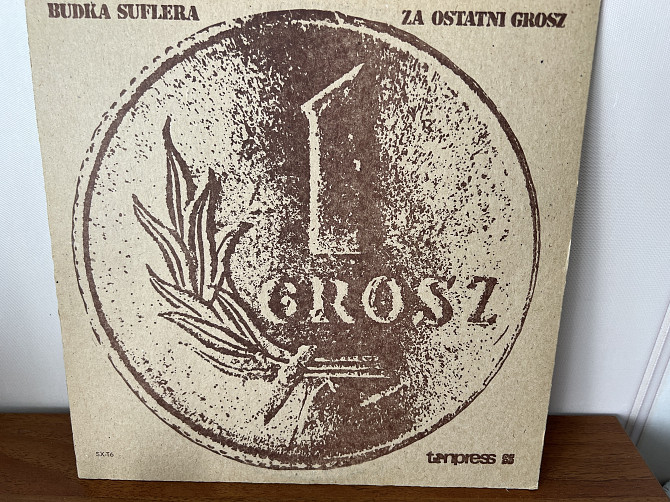 BUDKA SUFLERA
ZA OSTATNI GROSZ
1
GROSZ
SX-T6
tonpress